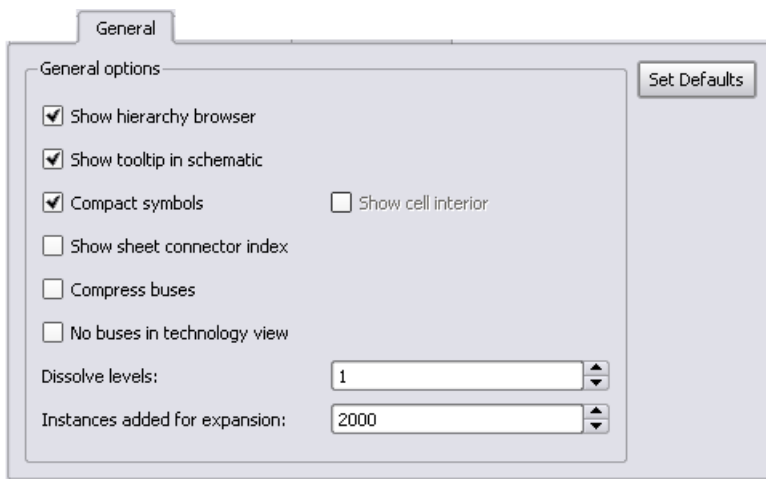 General
General options
Set Defaults
Show hierarchy browser
Show tooltip in schematic
Compact symbols
Show cell interior
Show sheet connector index
Compress buses
No buses in technology view
Dissolve levels:
1
Instances added for expansion:
2000